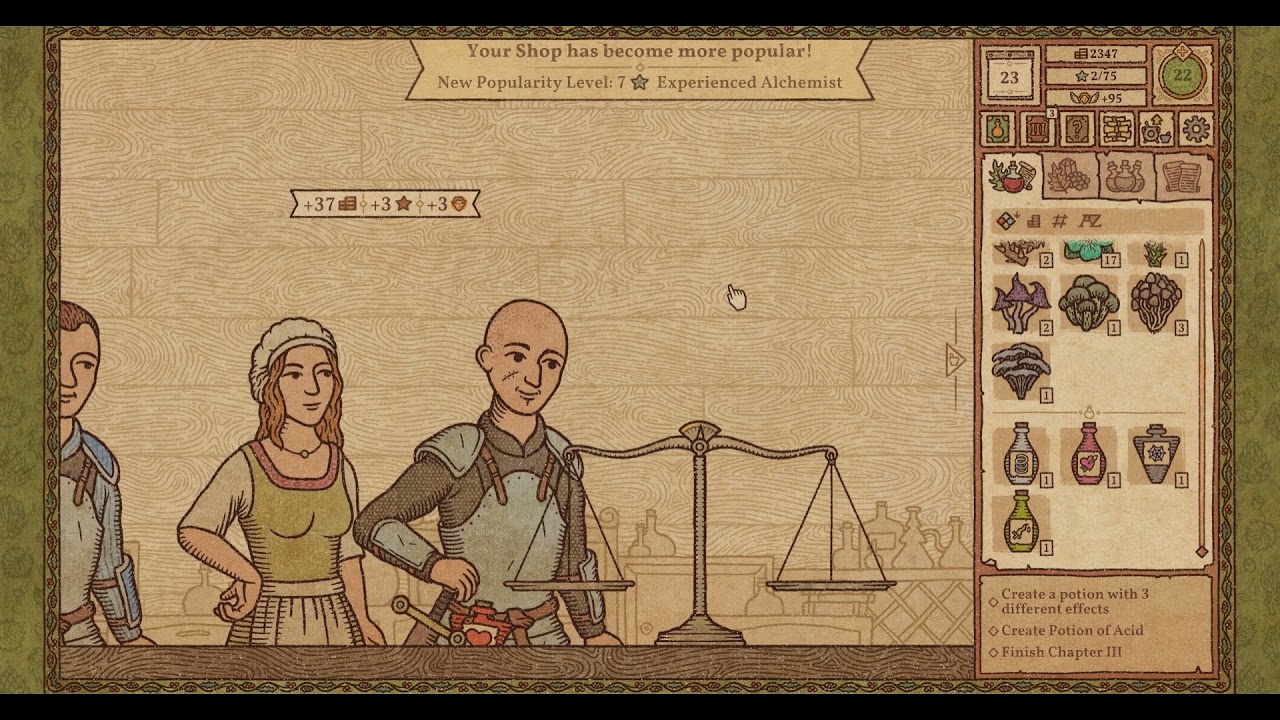 Your Shop has become more popular!
New Popularity Level: 7 Experienced Alchemist
23
2347
2/75
+95
22
3
III
?
# AZ
+37 +3 +3
2 17 1
2 1 3
1
1 1 1
1
Create a potion with 3
different effects
Create Potion of Acid
Finish Chapter III